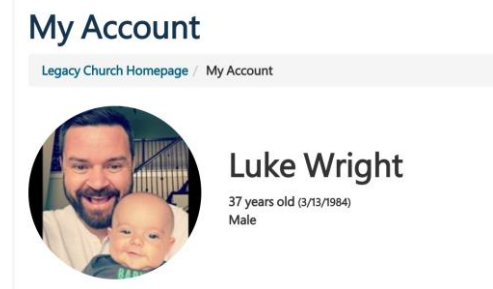 My Account
Legacy Church Homepage / My Account
Luke Wright
37 years old (3/13/1984)
Male